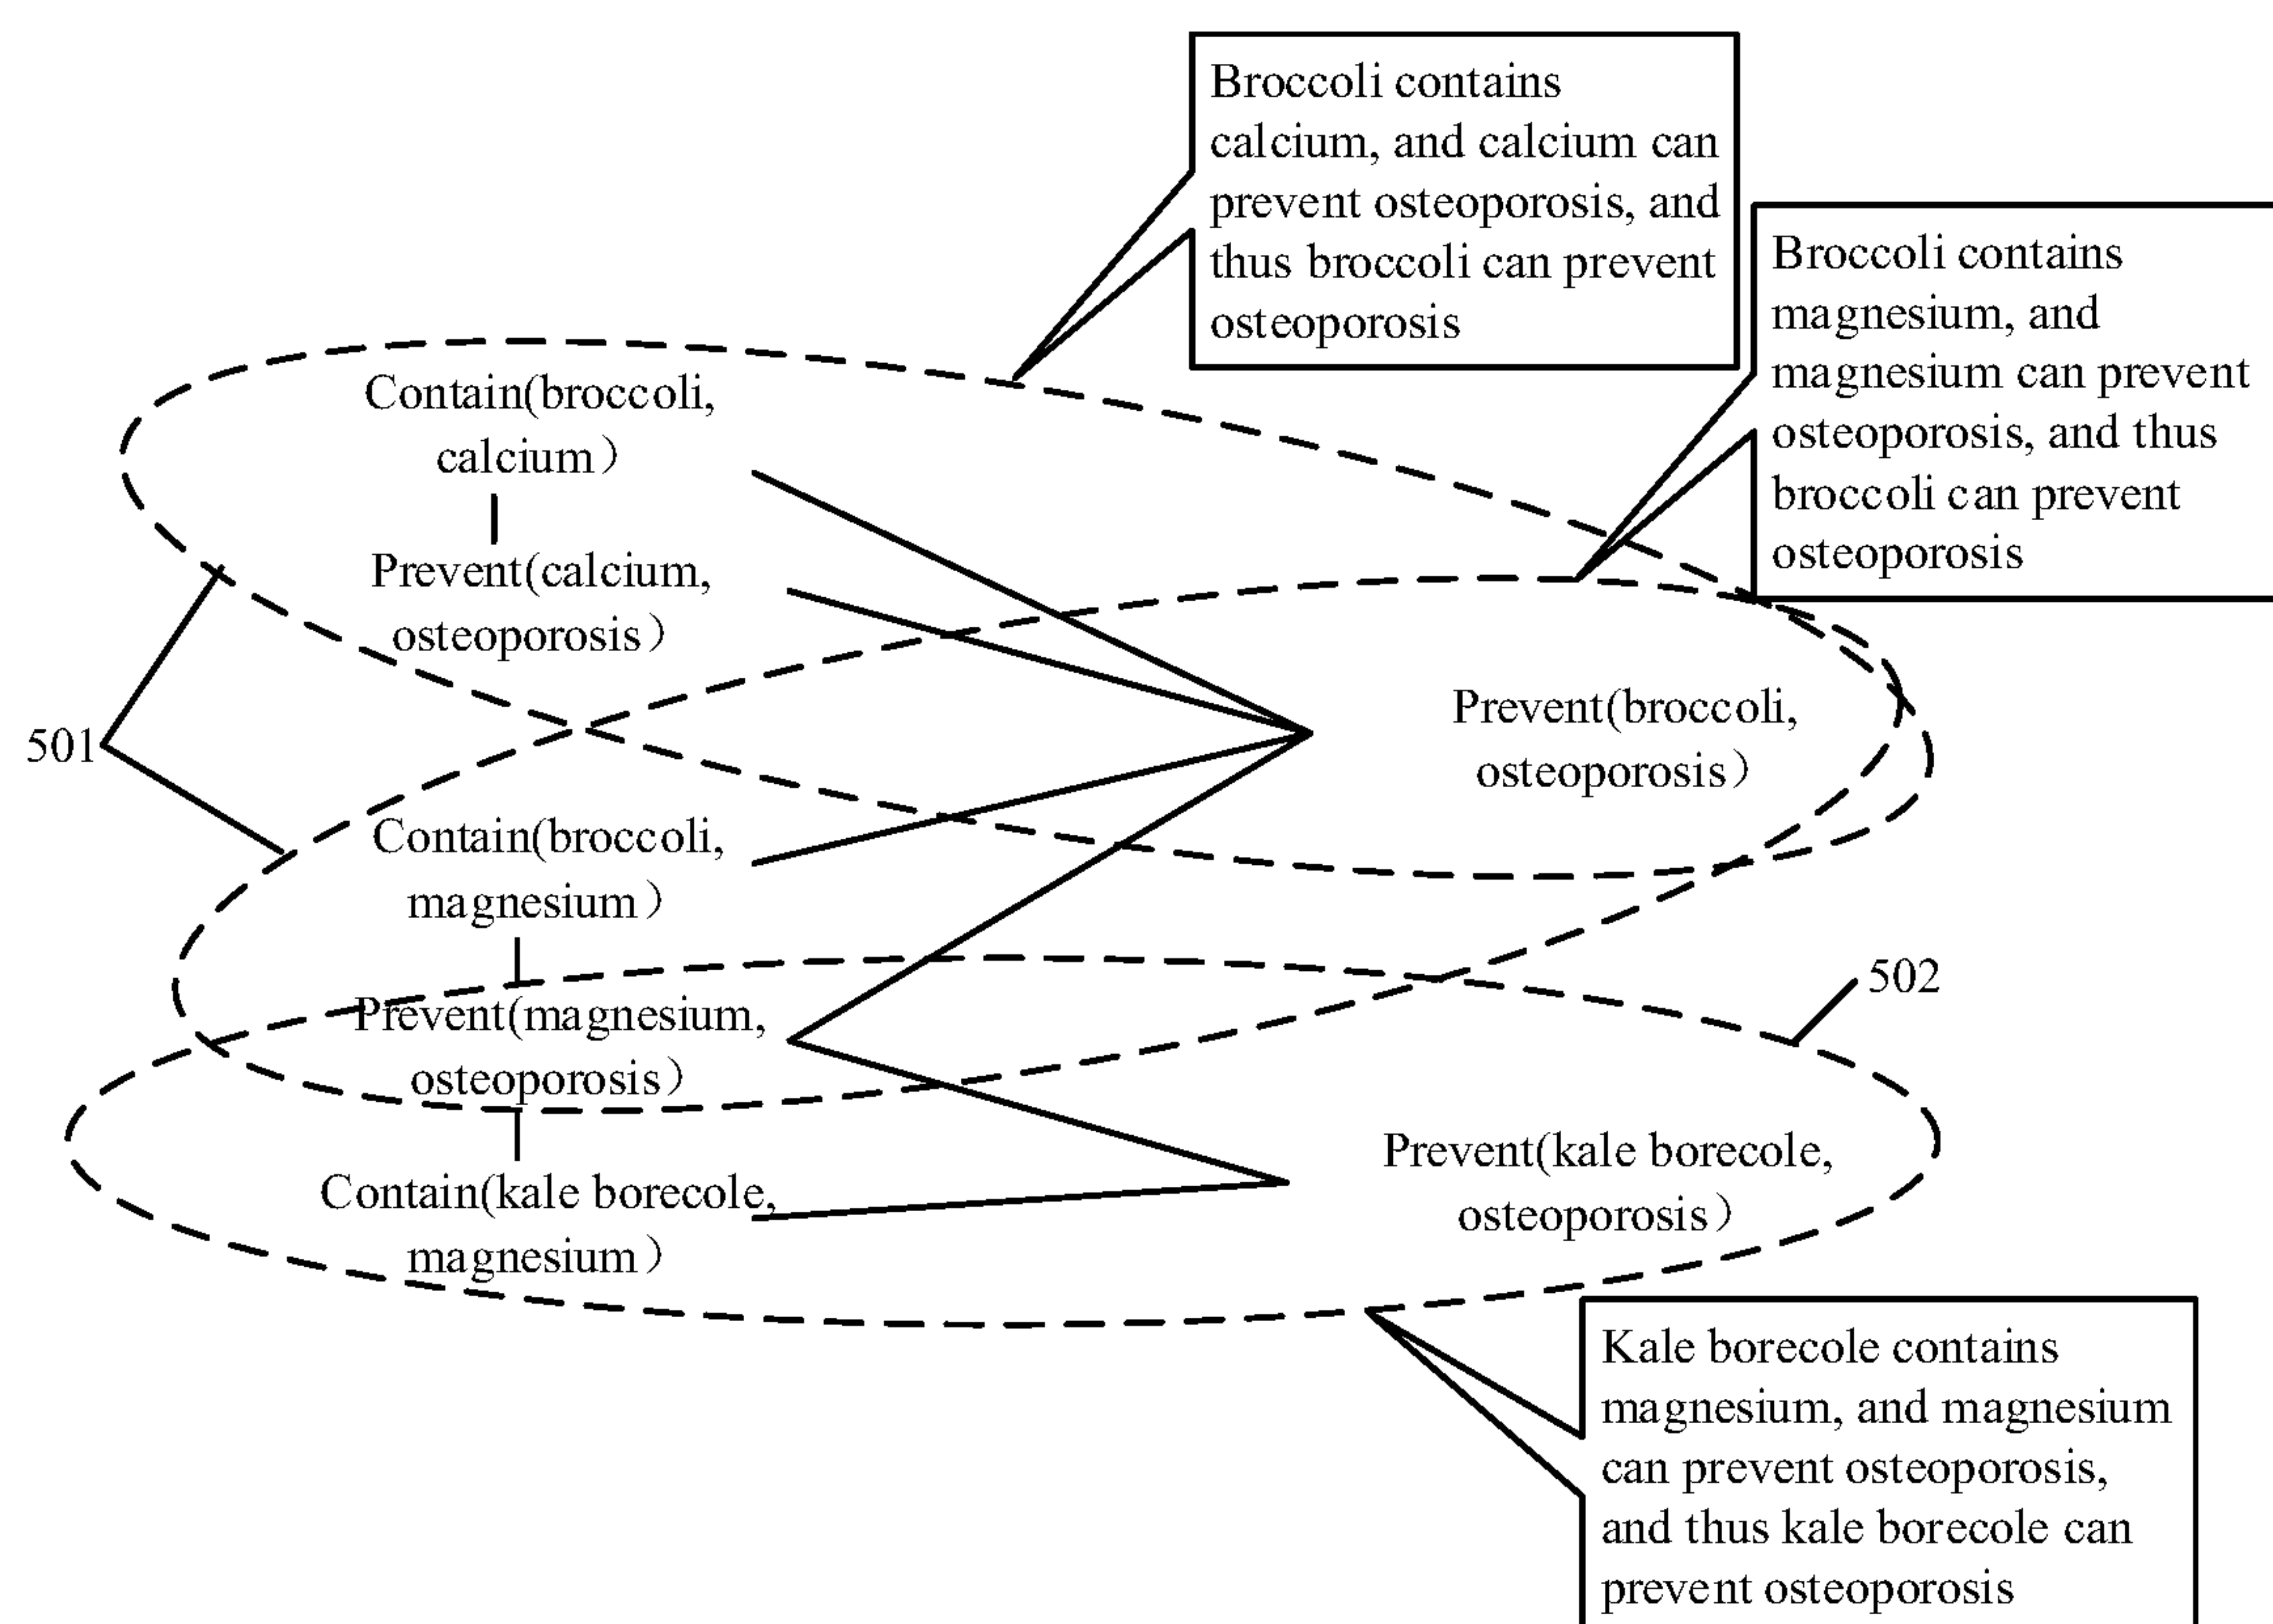 Broccoli contains
calcium, and calcium can
prevent osteoporosis, and
thus broccoli can prevent
osteoporosis
Broccoli contains
magnesium, and
magnesium can prevent
osteoporosis, and thus
broccoli can prevent
osteoporosis
Contain(broccoli,
calcium）
Prevent(calcium,
osteoporosis）
Prevent(broccoli,
osteoporosis）
501
Contain(broccoli,
magnesium）
502
Prevent(magnesium,
osteoporosis）
Prevent(kale borecole,
osteoporosis）
Contain(kale borecole,
magnesium）
Kale borecole contains
magnesium, and magnesium
can prevent osteoporosis,
and thus kale borecole can
prevent osteoporosis